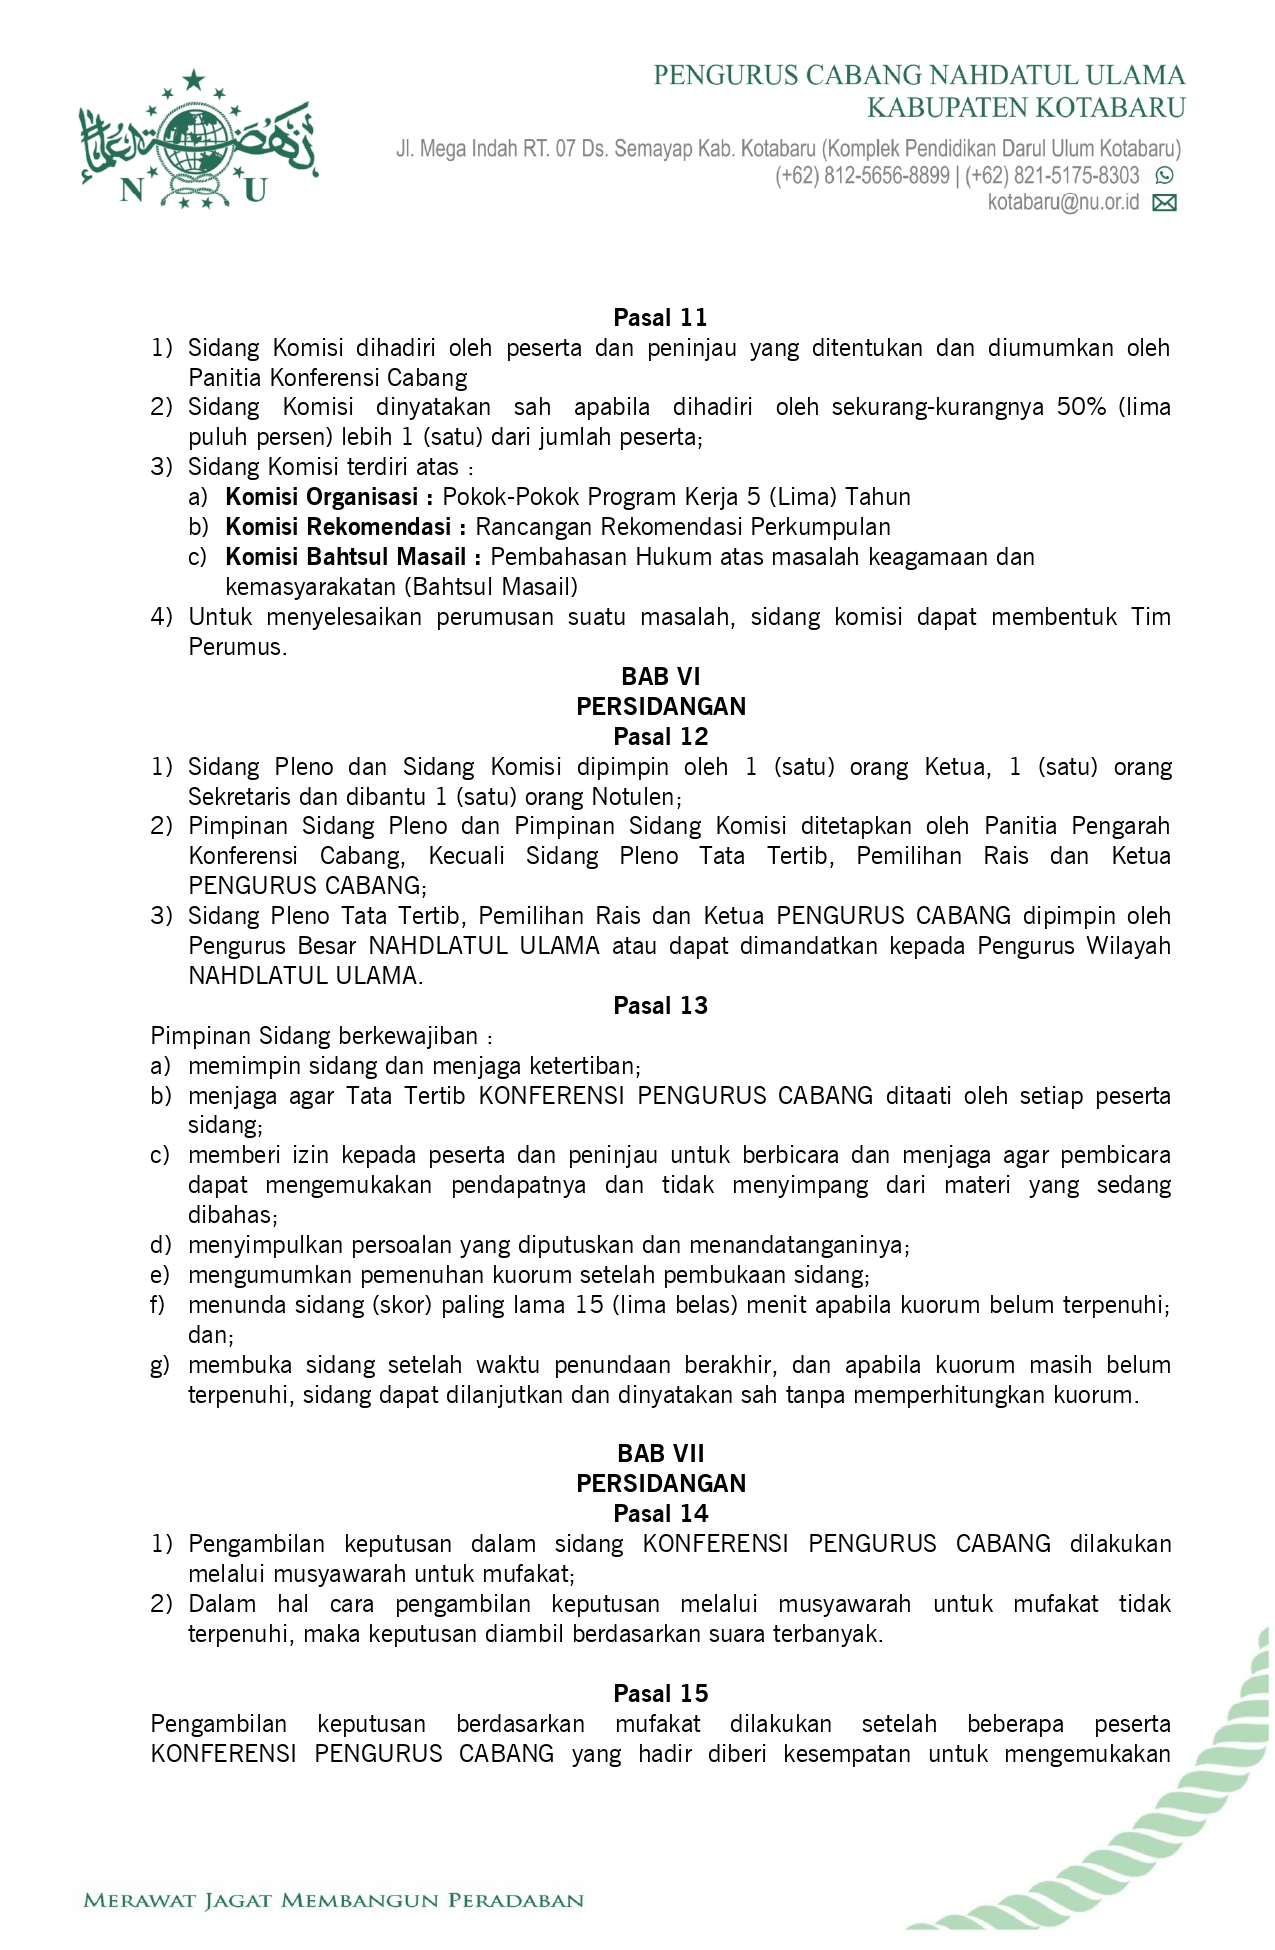 PENGURUS CABANG NAHDATUL ULAMA
KABUPATEN KOTABARU
Jl. Mega Indah RT. 07 Ds. Semayap Kab. Kotabaru (Komplek Pendidikan Darul Ulum Kotabaru)
(+62) 812-5656-8899 | (+62) 821-5175-8303
kotabaru@nu.or.id
نهضة العلماء
N U
Pasal 11
1) Sidang Komisi dihadiri oleh peserta dan peninjau yang ditentukan dan diumumkan oleh
Panitia Konferensi Cabang
2) Sidang Komisi dinyatakan sah apabila dihadiri oleh sekurang-kurangnya 50% (lima
puluh persen) lebih 1 (satu) dari jumlah peserta;
3) Sidang Komisi terdiri atas :
a) Komisi Organisasi : Pokok-Pokok Program Kerja 5 (Lima) Tahun
b) Komisi Rekomendasi : Rancangan Rekomendasi Perkumpulan
c) Komisi Bahtsul Masail : Pembahasan Hukum atas masalah keagamaan dan
kemasyarakatan (Bahtsul Masail)
4) Untuk menyelesaikan perumusan suatu masalah, sidang komisi dapat membentuk Tim
Perumus.
BAB VI
PERSIDANGAN
Pasal 12
1) Sidang Pleno dan Sidang Komisi dipimpin oleh 1 (satu) orang Ketua, 1 (satu) orang
Sekretaris dan dibantu 1 (satu) orang Notulen;
2) Pimpinan Sidang Pleno dan Pimpinan Sidang Komisi ditetapkan oleh Panitia Pengarah
Konferensi Cabang, Kecuali Sidang Pleno Tata Tertib, Pemilihan Rais dan Ketua
PENGURUS CABANG;
3) Sidang Pleno Tata Tertib, Pemilihan Rais dan Ketua PENGURUS CABANG dipimpin oleh
Pengurus Besar NAHDLATUL ULAMA atau dapat dimandatkan kepada Pengurus Wilayah
NAHDLATUL ULAMA.
Pasal 13
Pimpinan Sidang berkewajiban :
a) memimpin sidang dan menjaga ketertiban;
b) menjaga agar Tata Tertib KONFERENSI PENGURUS CABANG ditaati oleh setiap peserta
sidang;
c) memberi izin kepada peserta dan peninjau untuk berbicara dan menjaga agar pembicara
dapat mengemukakan pendapatnya dan tidak menyimpang dari materi yang sedang
dibahas;
d) menyimpulkan persoalan yang diputuskan dan menandatanganinya;
e) mengumumkan pemenuhan kuorum setelah pembukaan sidang;
f) menunda sidang (skor) paling lama 15 (lima belas) menit apabila kuorum belum terpenuhi;
dan;
g) membuka sidang setelah waktu penundaan berakhir, dan apabila kuorum masih belum
terpenuhi, sidang dapat dilanjutkan dan dinyatakan sah tanpa memperhitungkan kuorum.
BAB VII
PERSIDANGAN
Pasal 14
1) Pengambilan keputusan dalam sidang KONFERENSI PENGURUS CABANG dilakukan
melalui musyawarah untuk mufakat;
2) Dalam hal cara pengambilan keputusan melalui musyawarah untuk mufakat tidak
terpenuhi, maka keputusan diambil berdasarkan suara terbanyak.
Pasal 15
Pengambilan keputusan berdasarkan mufakat dilakukan setelah beberapa peserta
KONFERENSI PENGURUS CABANG yang hadir diberi kesempatan untuk mengemukakan
MERAWAT JAGAT MEMBANGUN PERADABAN